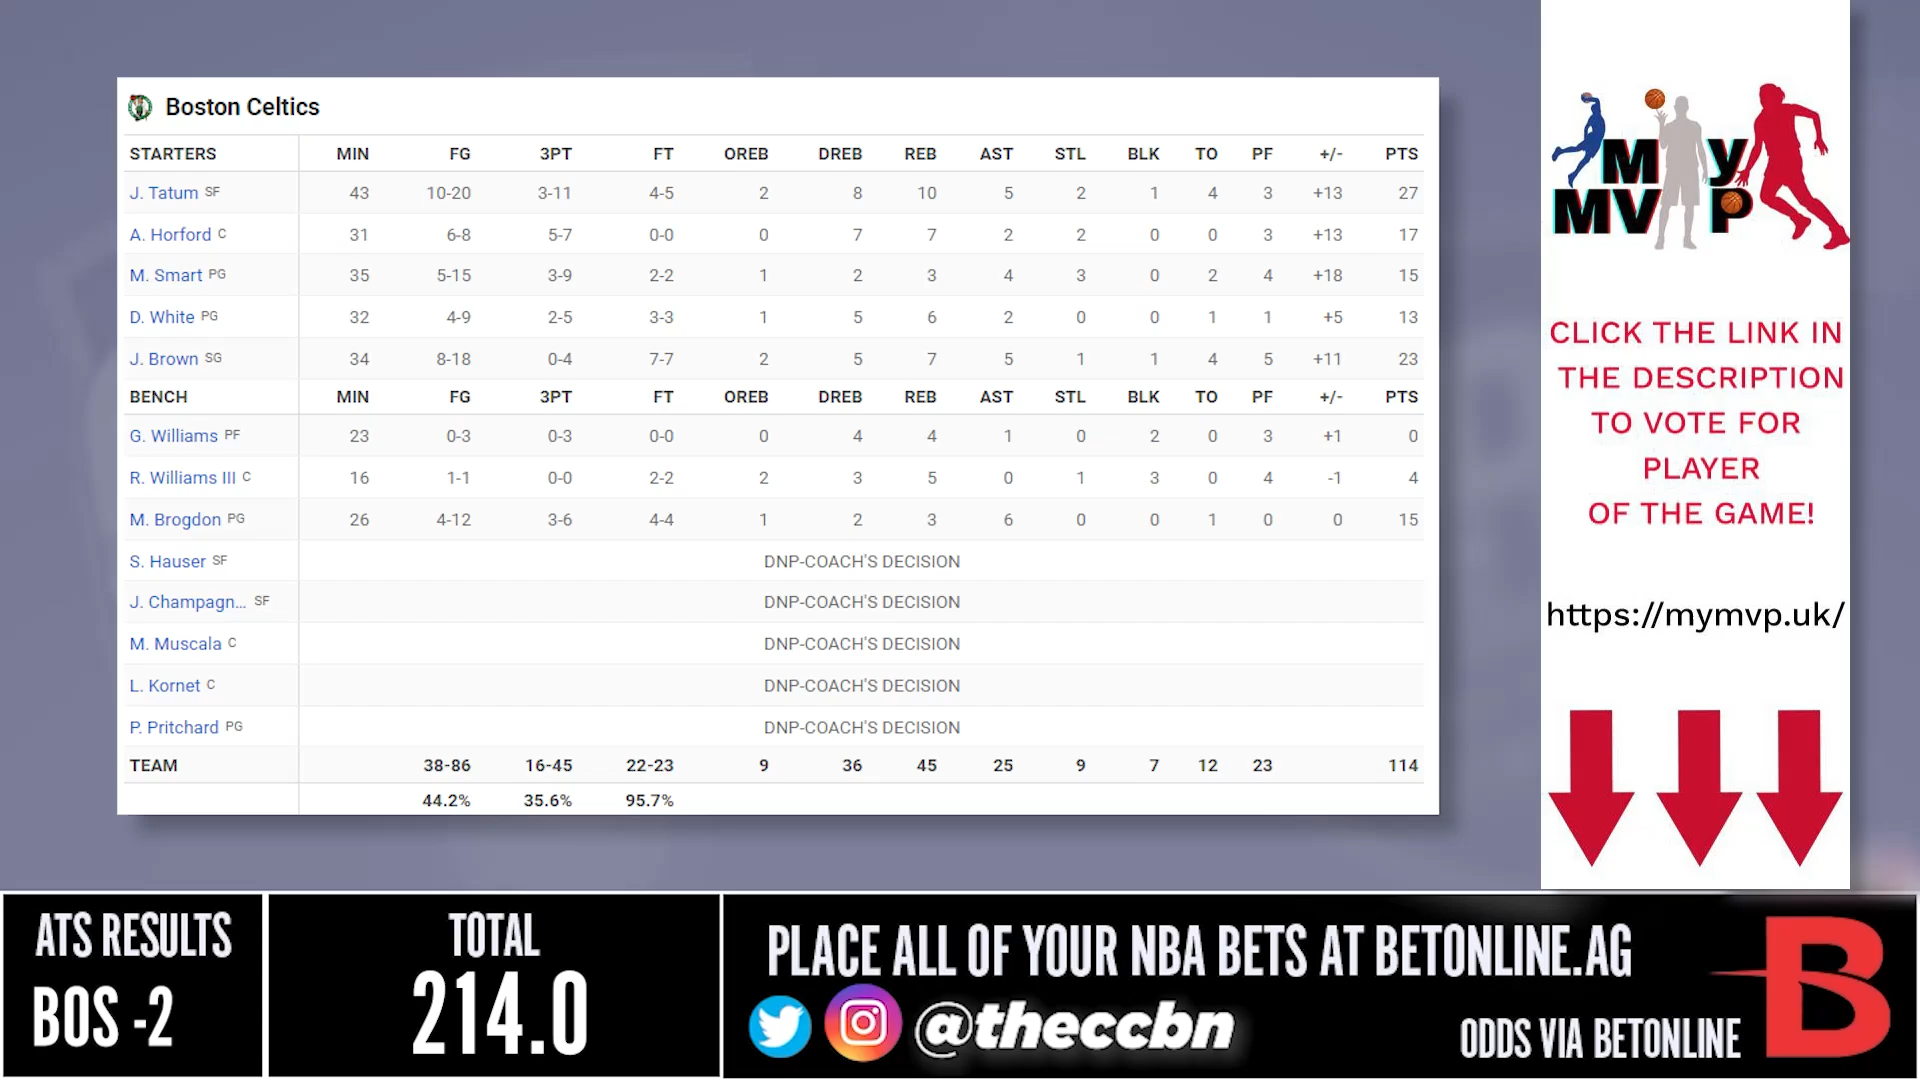 Boston Celtics
STARTERS MIN FG 3PT FT OREB DREB REB AST STL BLK TO PF +/- PTS
J. Tatum SF 43 10-20 3-11 4-5 2 8 10 5 2 1 4 3 +13 27
A. Horford C 31 6-8 5-7 0-0 0 7 7 2 2 0 0 3 +13 17
M. Smart PG 35 5-15 3-9 2-2 1 2 3 4 3 0 2 4 +18 15
D. White PG 32 4-9 2-5 3-3 1 5 6 2 0 0 1 1 +5 13
J. Brown SG 34 8-18 0-4 7-7 2 5 7 5 1 1 4 5 +11 23
BENCH MIN FG 3PT FT OREB DREB REB AST STL BLK TO PF +/- PTS
G. Williams PF 23 0-3 0-3 0-0 0 4 4 1 0 2 0 3 +1 0
R. Williams III C 16 1-1 0-0 2-2 2 3 5 0 1 3 0 4 -1 4
M. Brogdon PG 26 4-12 3-6 4-4 1 2 3 6 0 0 1 0 0 15
S. Hauser SF DNP-COACH'S DECISION
J. Champagn... SF DNP-COACH'S DECISION
M. Muscala C DNP-COACH'S DECISION
L. Kornet C DNP-COACH'S DECISION
P. Pritchard PG DNP-COACH'S DECISION
TEAM 38-86 16-45 22-23 9 36 45 25 9 7 12 23 114
44.2% 35.6% 95.7%
My
MVP
CLICK THE LINK IN
THE DESCRIPTION
TO VOTE FOR
PLAYER
OF THE GAME!
https://mymvp.uk/
ATS RESULTS
BOS -2
TOTAL
214.0
PLACE ALL OF YOUR NBA BETS AT BETONLINE.AG
@theccbn
ODDS VIA BETONLINE
B